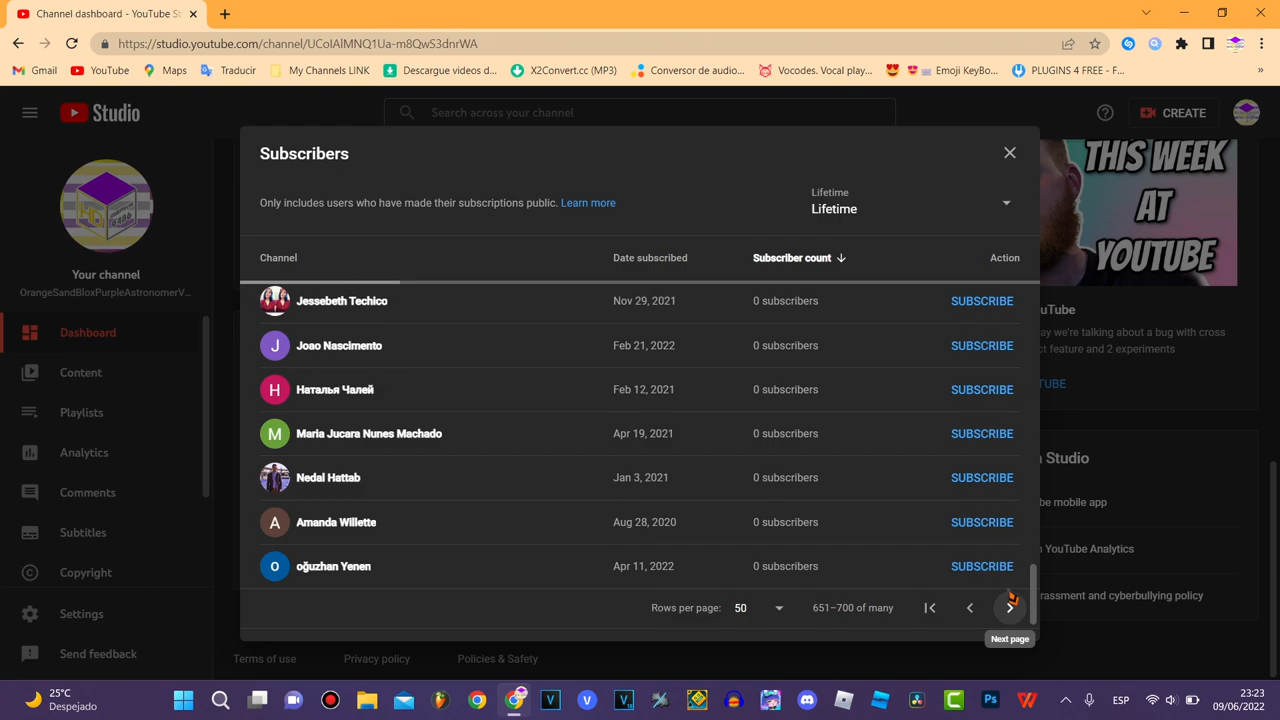 Channel dashboard - YouTube St
https://studio.youtube.com/channel/UCoIAlMNQ1Ua-m8QwS3dnrWA
Gmail YouTube Maps Traducir My Channels LINK Descargue videos d... X2Convert.cc (MP3) Conversor de audio... Vocodes. Vocal play... Emoji KeyBo... PLUGINS 4 FREE - F... »
Studio
Search across your channel
CREATE
Your channel
OrangeSandBloxPurpleAstronomerV...
Dashboard
Content
Playlists
Analytics
Comments
Subtitles
Copyright
Settings
Send feedback
Subscribers
Only includes users who have made their subscriptions public. Learn more
Lifetime
Lifetime
Channel Date subscribed Subscriber count Action
Jessebeth Techico Nov 29, 2021 0 subscribers SUBSCRIBE
J Joao Nascimento Feb 21, 2022 0 subscribers SUBSCRIBE
Н Наталья Чалей Feb 12, 2021 0 subscribers SUBSCRIBE
M Maria Jucara Nunes Machado Apr 19, 2021 0 subscribers SUBSCRIBE
Nedal Hattab Jan 3, 2021 0 subscribers SUBSCRIBE
A Amanda Willette Aug 28, 2020 0 subscribers SUBSCRIBE
o oğuzhan Yenen Apr 11, 2022 0 subscribers SUBSCRIBE
Rows per page: 50 651–700 of many
Next page
THIS WEEK
AT
YOUTUBE
uTube
ay we're talking about a bug with cross
ct feature and 2 experiments
TUBE
n Studio
be mobile app
n YouTube Analytics
rassment and cyberbullying policy
Terms of use Privacy policy Policies & Safety
25°C
Despejado
ESP
23:23
09/06/2022